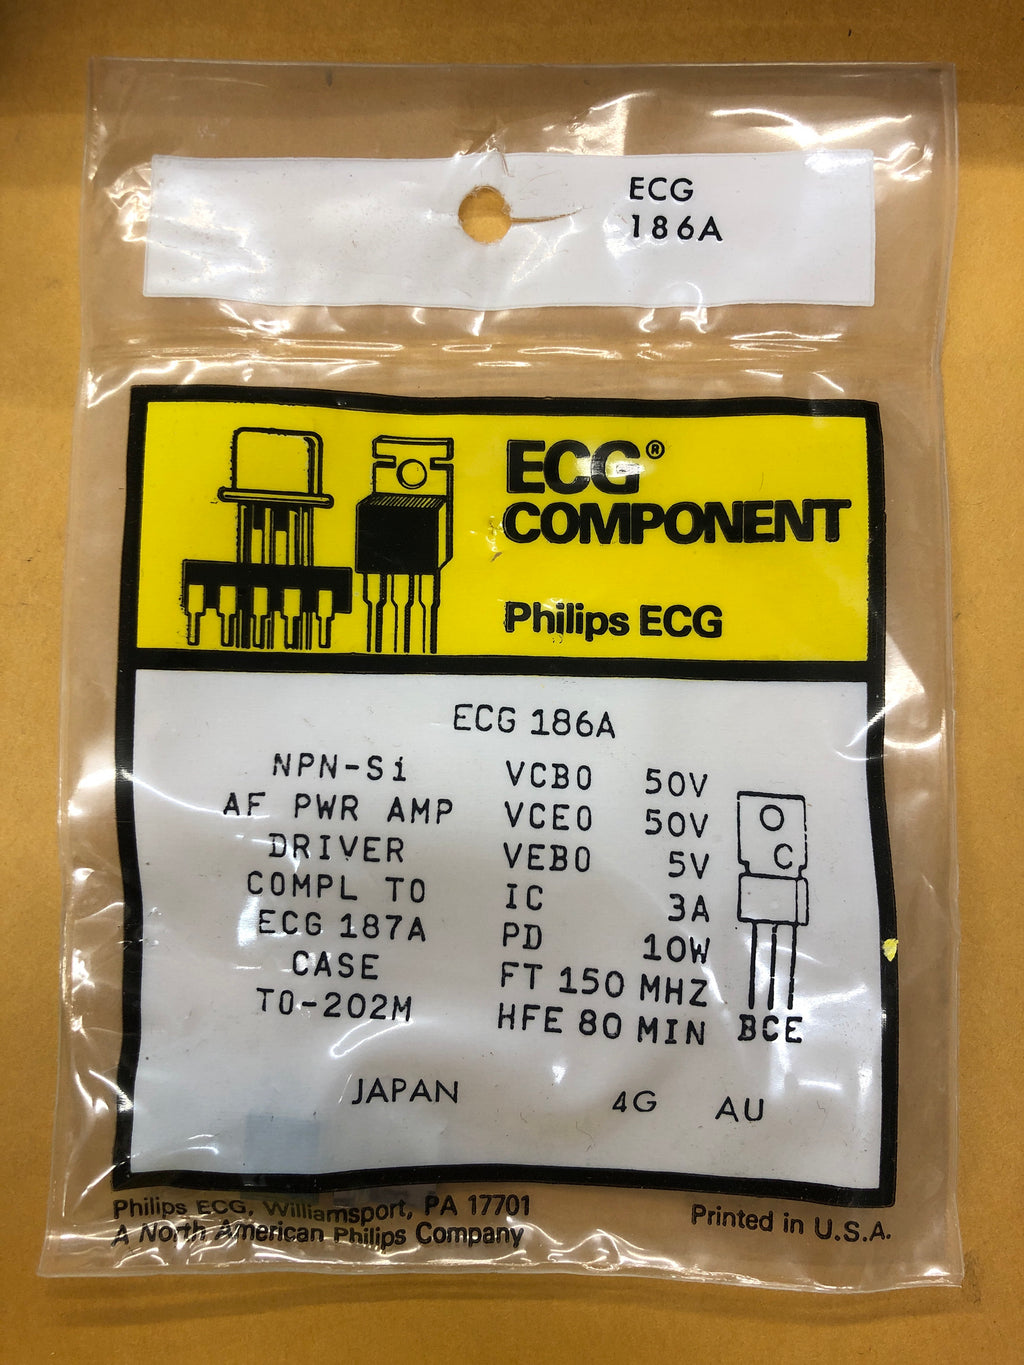 ECG
186A
ECG®
COMPONENT
Philips ECG
ECG 186A
NPN-Si
AF PWR AMP
DRIVER
COMPL TO
ECG 187A
CASE
TO-202M
VCBO 50V
VCEO 50V
VEBO 5V
IC 3A
PD 10W
FT 150 MHZ
HFE 80 MIN
C
BCE
JAPAN 4G AU
Philips ECG, Williamsport, PA 17701
A North American Philips Company
Printed in U.S.A.